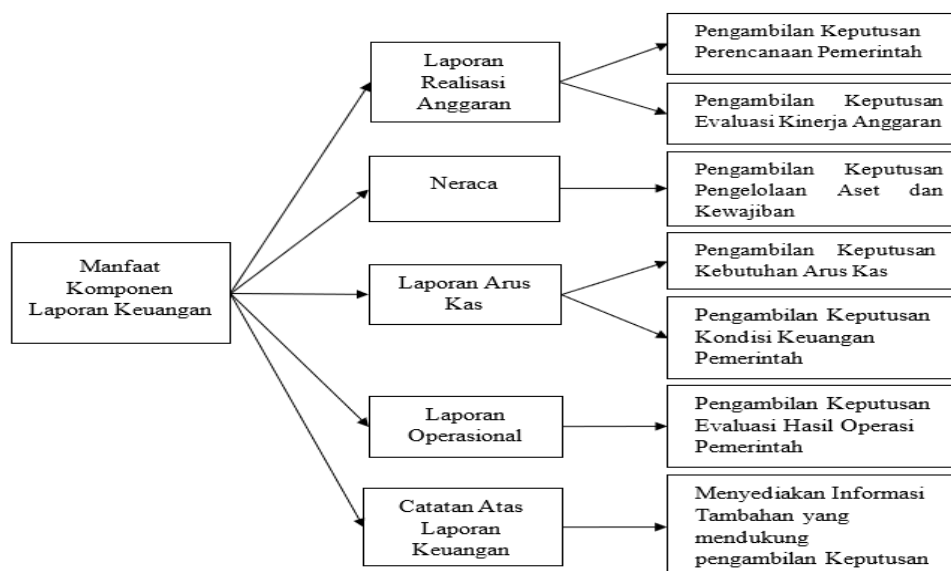 Manfaat
Komponen
Laporan Keuangan
Laporan
Realisasi
Anggaran
Pengambilan Keputusan
Perencanaan Pemerintah
Pengambilan Keputusan
Evaluasi Kinerja Anggaran
Neraca
Pengambilan Keputusan
Pengelolaan Aset dan
Kewajiban
Laporan Arus
Kas
Pengambilan Keputusan
Kebutuhan Arus Kas
Pengambilan Keputusan
Kondisi Keuangan
Pemerintah
Laporan
Operasional
Pengambilan Keputusan
Evaluasi Hasil Operasi
Pemerintah
Catatan Atas
Laporan
Keuangan
Menyediakan Informasi
Tambahan yang
mendukung
pengambilan Keputusan